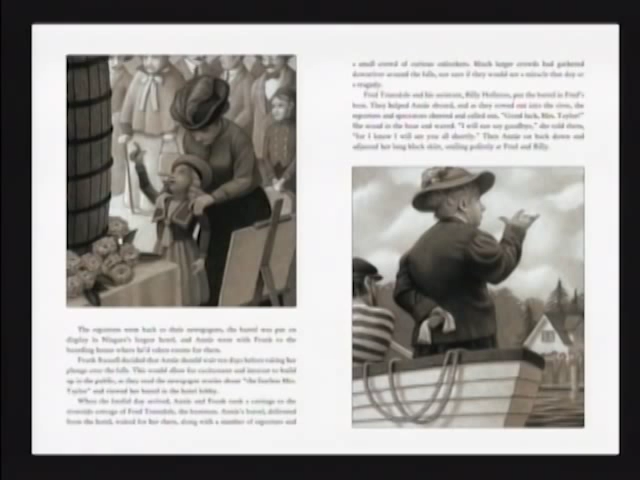 The reporters went back to their newspapers, the barrel was put on
display in Niagara's largest hotel, and Annie went with Frank to the
boarding house where he'd taken rooms for them.
Frank Russell decided that Annie should wait ten days before taking her
plunge over the falls. This would allow for excitement and interest to build
up in the public, as they read the newspaper stories about "the fearless Mrs.
Taylor" and viewed her barrel in the hotel lobby.
When the fateful day arrived, Annie and Frank took a carriage to the
riverside cottage of Fred Truesdale, the boatman. Annie's barrel, delivered
from the hotel, waited for her there, along with a number of reporters and
a small crowd of curious onlookers. Much larger crowds had gathered
downriver around the falls, not sure if they would see a miracle that day or
a tragedy.
Fred Truesdale and his assistant, Billy Holleran, put the barrel in Fred's
boat. They helped Annie aboard, and as they rowed out into the river, the
reporters and spectators cheered and called out, "Good luck, Mrs. Taylor!"
She stood in the boat and waved. "I will not say goodbye," she told them,
"for I know I will see you all shortly." Then Annie sat back down and
adjusted her long black skirt, smiling politely at Fred and Billy.